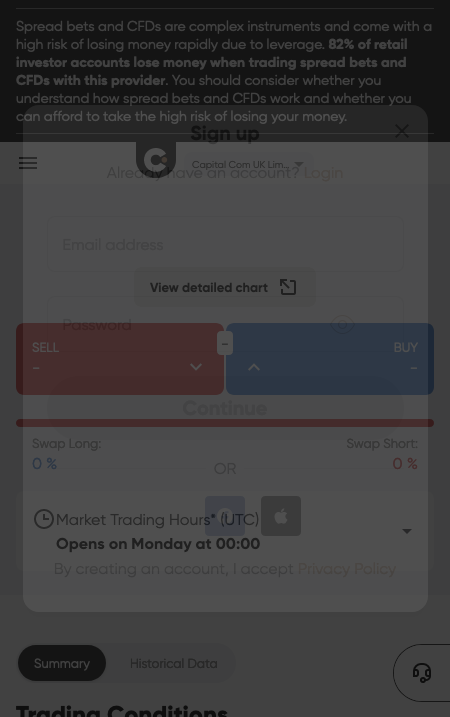 Spread bets and CFDs are complex instruments and come with a
high risk of losing money rapidly due to leverage. 82% of retail
investor accounts lose money when trading spread bets and
CFDs with this provider. You should consider whether you
understand how spread bets and CFDs work and whether you
can afford to take the high risk of losing your money.
Sign up
Capital Com UK Lim...
Already have an account? Login
Email address
View detailed chart
Password
SELL
BUY
–
–
–
Continue
Swap Long:
Swap Short:
0 %
0 %
OR
Market Trading Hours* (UTC)
Opens on Monday at 00:00
By creating an account, I accept Privacy Policy
Summary
Historical Data
Trading Conditions